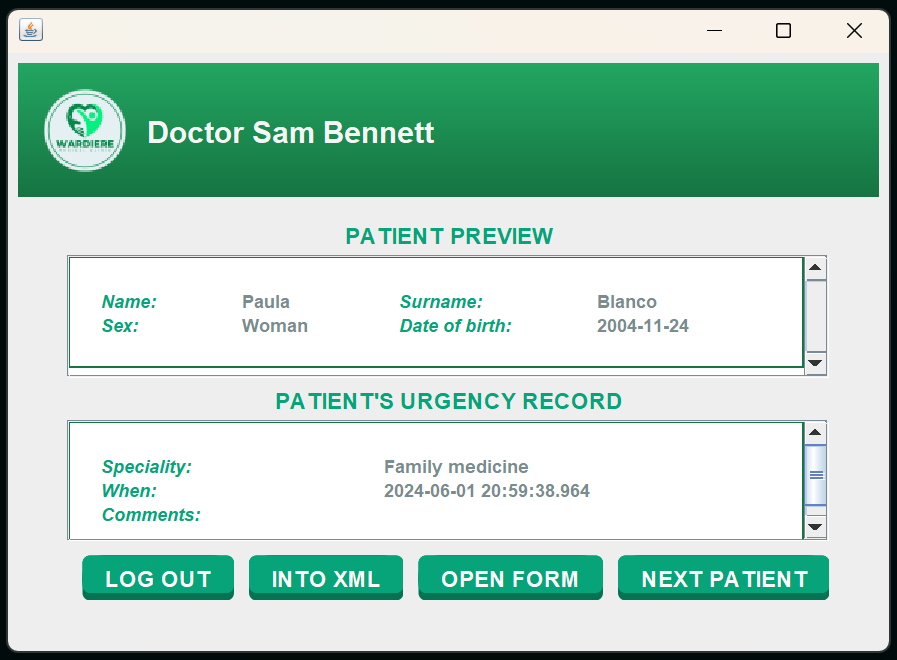 WARDIERE
Doctor Sam Bennett
PATIENT PREVIEW
Name: Paula Surname: Blanco
Sex: Woman Date of birth: 2004-11-24
PATIENT'S URGENCY RECORD
Speciality: Family medicine
When: 2024-06-01 20:59:38.964
Comments:
LOG OUT INTO XML OPEN FORM NEXT PATIENT